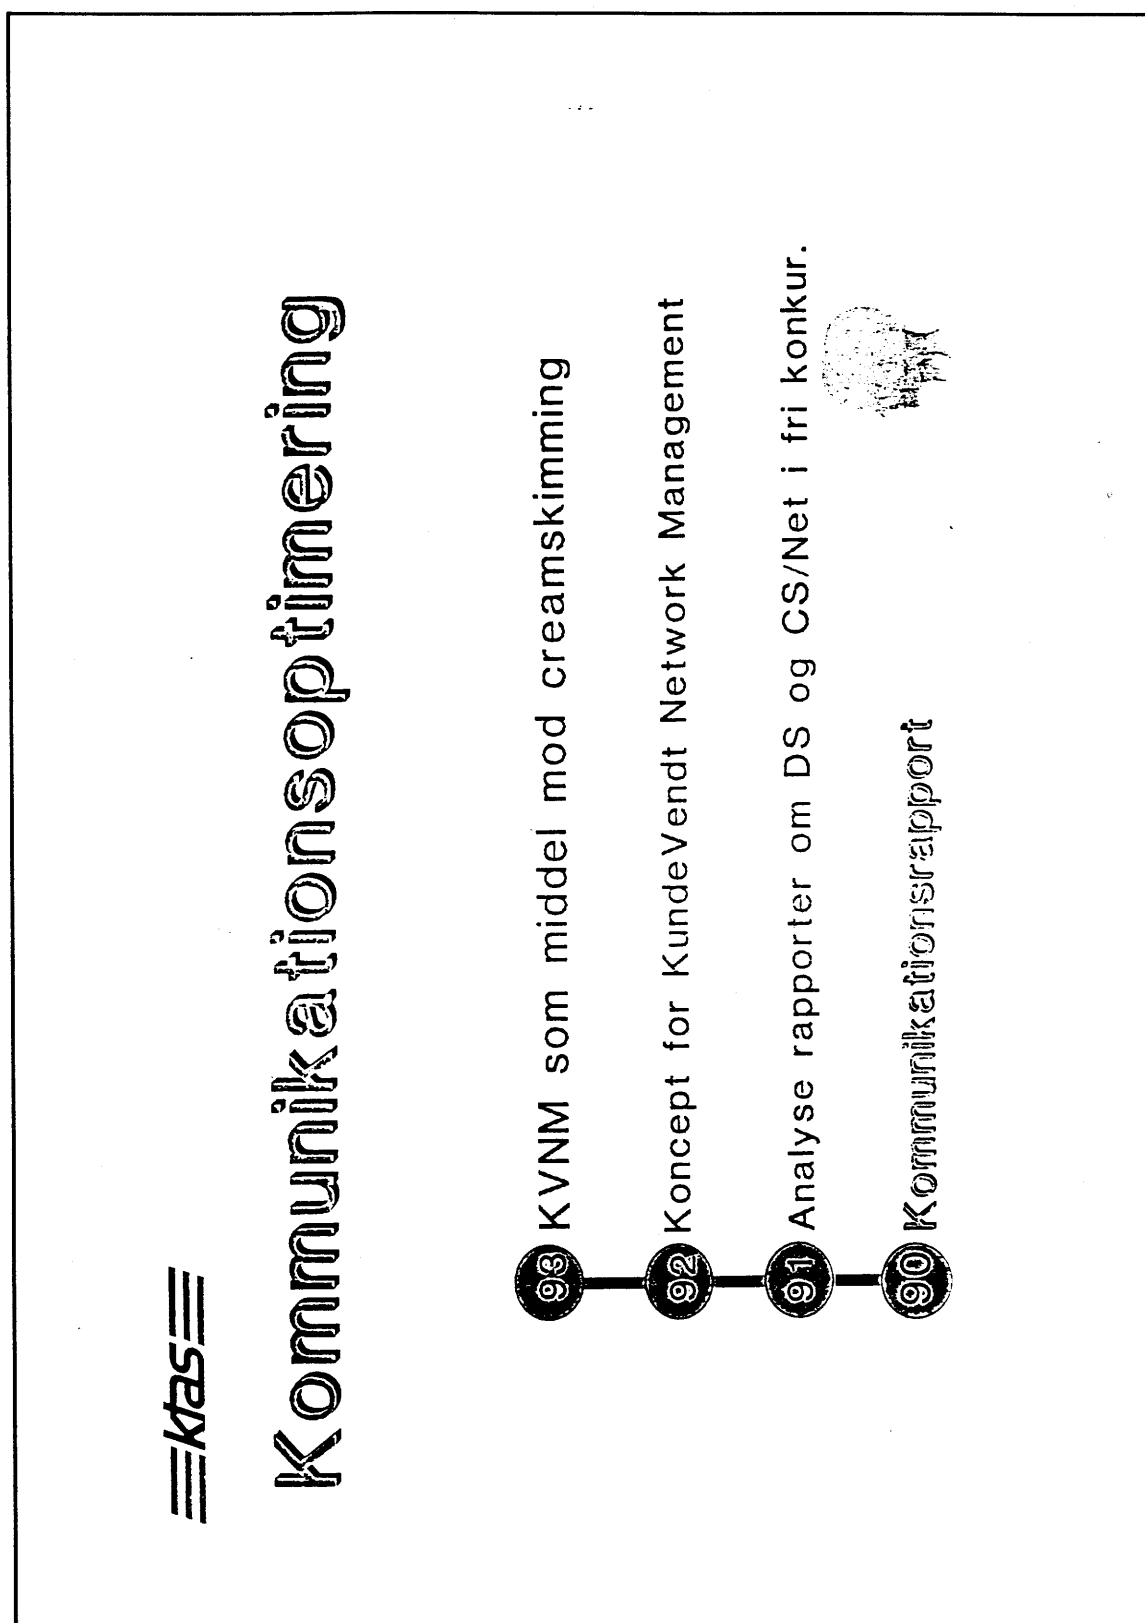 ktas
Kommunikationsoptimering
93 KVNM som middel mod creamskimming
92 Koncept for KundeVendt Network Management
91 Analyse rapporter om DS og CS/Net i fri konkur.
90 Kommunikationsrapport